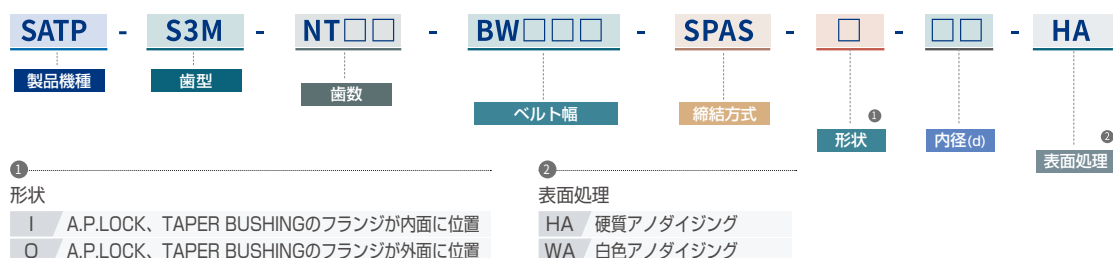 SATP - S3M - NT□□ - BW□□□ - SPAS - □ - □□ - HA
製品機種 歯型 歯数 ベルト幅 締結方式 形状 ❶ 内径(d) 表面処理 ❷
❶
形状
I A.P.LOCK、TAPER BUSHINGのフランジが内面に位置
O A.P.LOCK、TAPER BUSHINGのフランジが外面に位置
❷
表面処理
HA 硬質アノダイジング
WA 白色アノダイジング